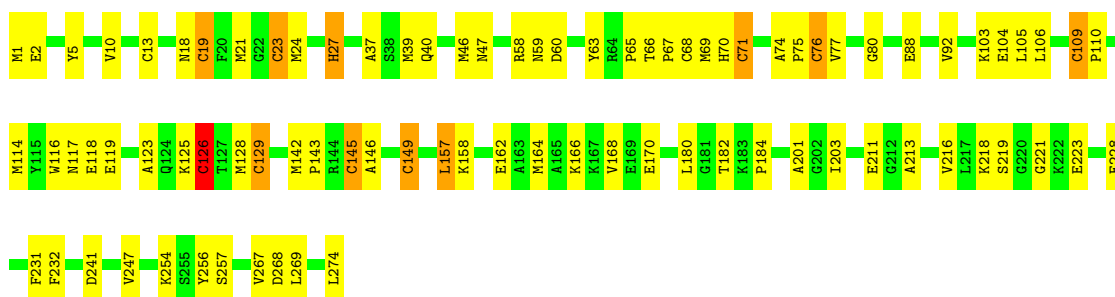 M1 E2 Y5 V10 C13 N18 C19 F20 M21 G22 C23 M24 H27 A37 S38 M39 Q40 M46 N47 R58 N59 D60 Y63 R64 P65 T66 P67 C68 M69 H70 C71 A74 P75 C76 V77 G80 E88 V92 K103 E104 L105 L106 C109 P110
M114 Y115 W116 N117 E118 E119 A123 Q124 K125 C126 T127 M128 C129 M142 P143 R144 C145 A146 C149 L157 K158 E162 A163 M164 A165 K166 K167 V168 E169 E170 L180 G181 T182 K183 P184 A201 G202 I203 E211 G212 A213 V216 L217 K218 S219 G220 G221 K222 E223
F231 F232 D241 V247 K254 S255 Y256 S257 V267 D268 L269 L274